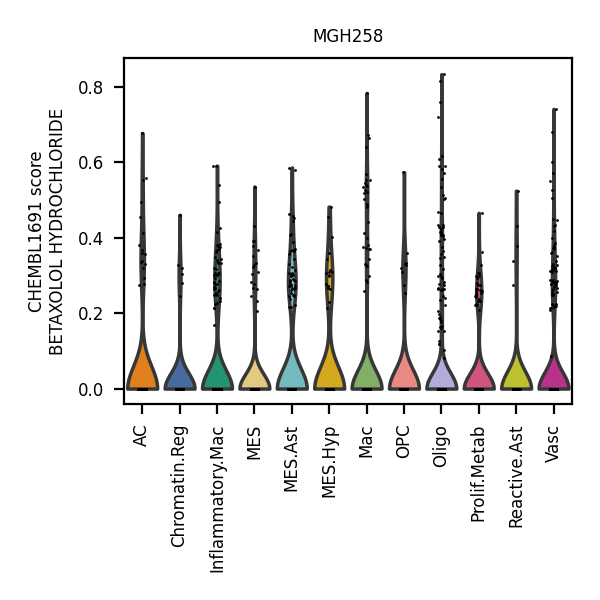 MGH258
CHEMBL1691 score
BETAXOLOL HYDROCHLORIDE
0.8
0.6
0.4
0.2
0.0
AC
Chromatin.Reg
Inflammatory.Mac
MES
MES.Ast
MES.Hyp
Mac
OPC
Oligo
Prolif.Metab
Reactive.Ast
Vasc